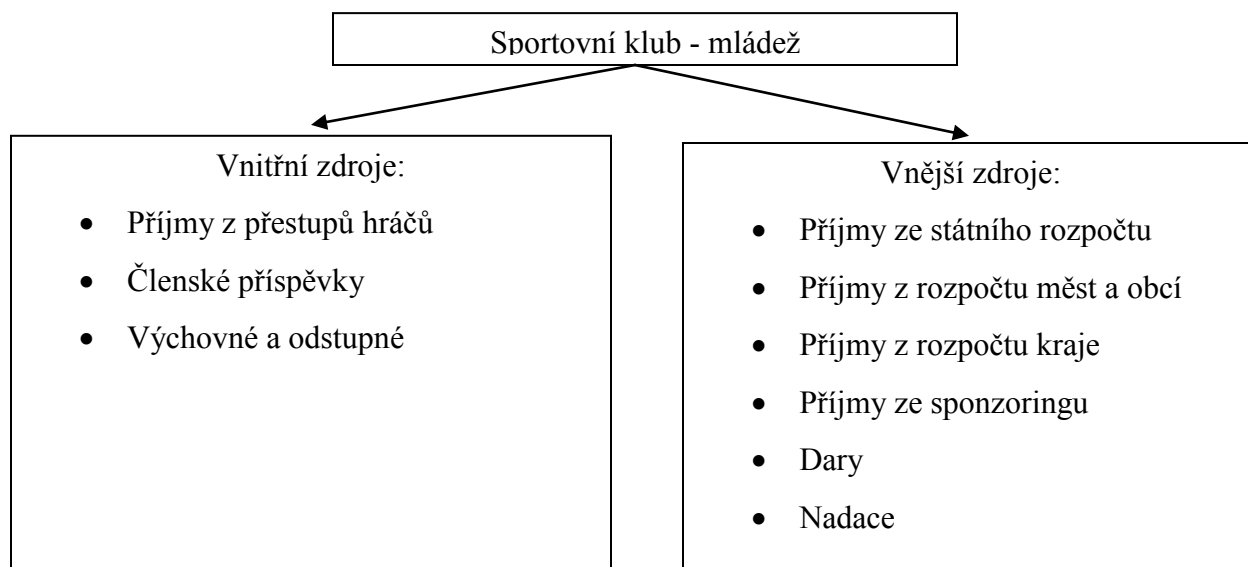 Sportovní klub - mládež
Vnitřní zdroje:
• Příjmy z přestupů hráčů
• Členské příspěvky
• Výchovné a odstupné
Vnější zdroje:
• Příjmy ze státního rozpočtu
• Příjmy z rozpočtu měst a obcí
• Příjmy z rozpočtu kraje
• Příjmy ze sponzoringu
• Dary
• Nadace